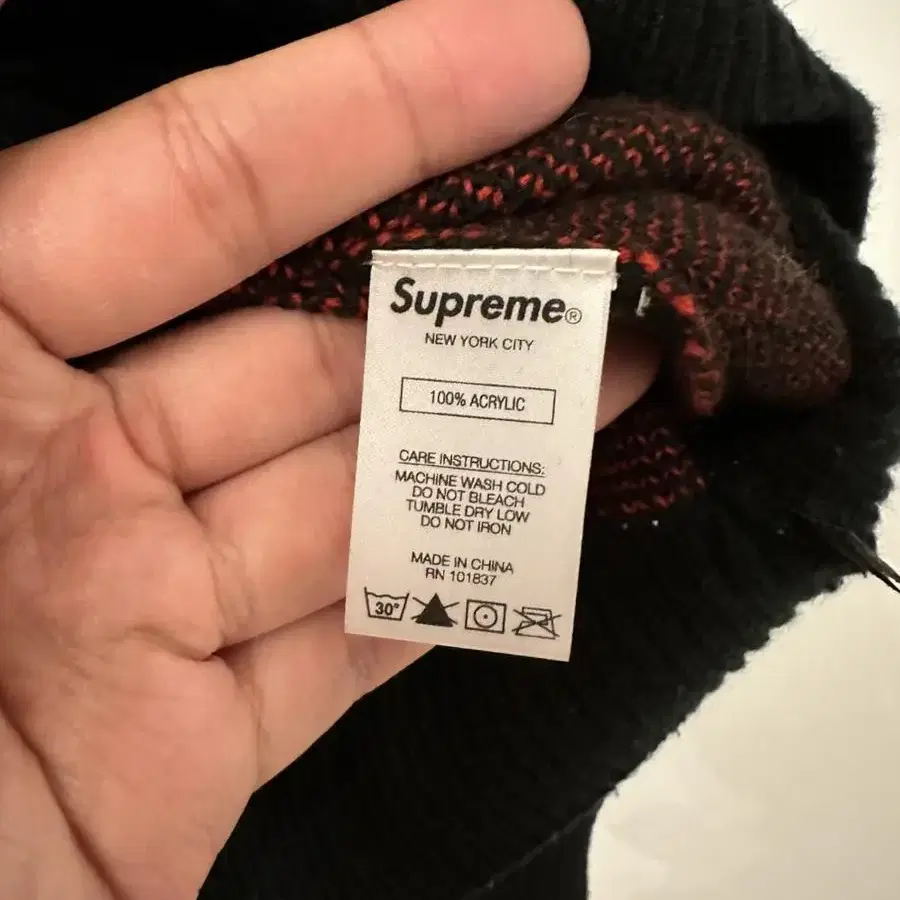 Supreme®
NEW YORK CITY
100% ACRYLIC
CARE INSTRUCTIONS:
MACHINE WASH COLD
DO NOT BLEACH
TUMBLE DRY LOW
DO NOT IRON
MADE IN CHINA
RN 101837
30°